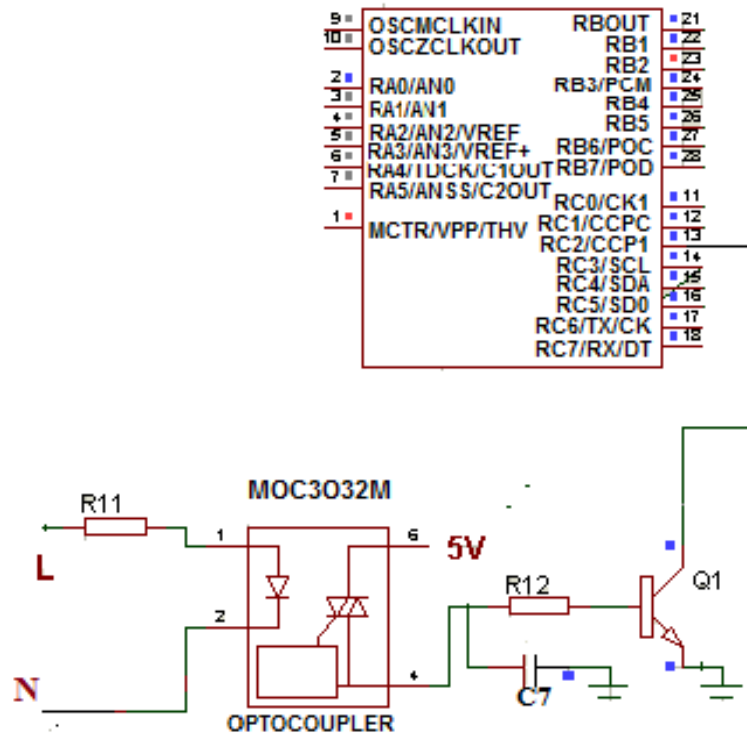 9 OSCMCLKIN RBOUT 21
10 OSCZCLKOUT RB1 22
RB2 23
2 RA0/AN0 RB3/PCM 24
3 RA1/AN1 RB4 25
4 RA2/AN2/VREF RB5 26
5 RA3/AN3/VREF+ RB6/POC 27
6 RA4/TDCK/C1OUT RB7/POD 28
7 RA5/ANSS/C2OUT
RC0/CK1 11
1 MCTR/VPP/THV RC1/CCPC 12
RC2/CCP1 13
RC3/SCL 14
RC4/SDA 15
RC5/SD0 16
RC6/TX/CK 17
RC7/RX/DT 18
MOC3O32M
R11
1 6 5V
L
R12 Q1
2
4
N C7
OPTOCOUPLER